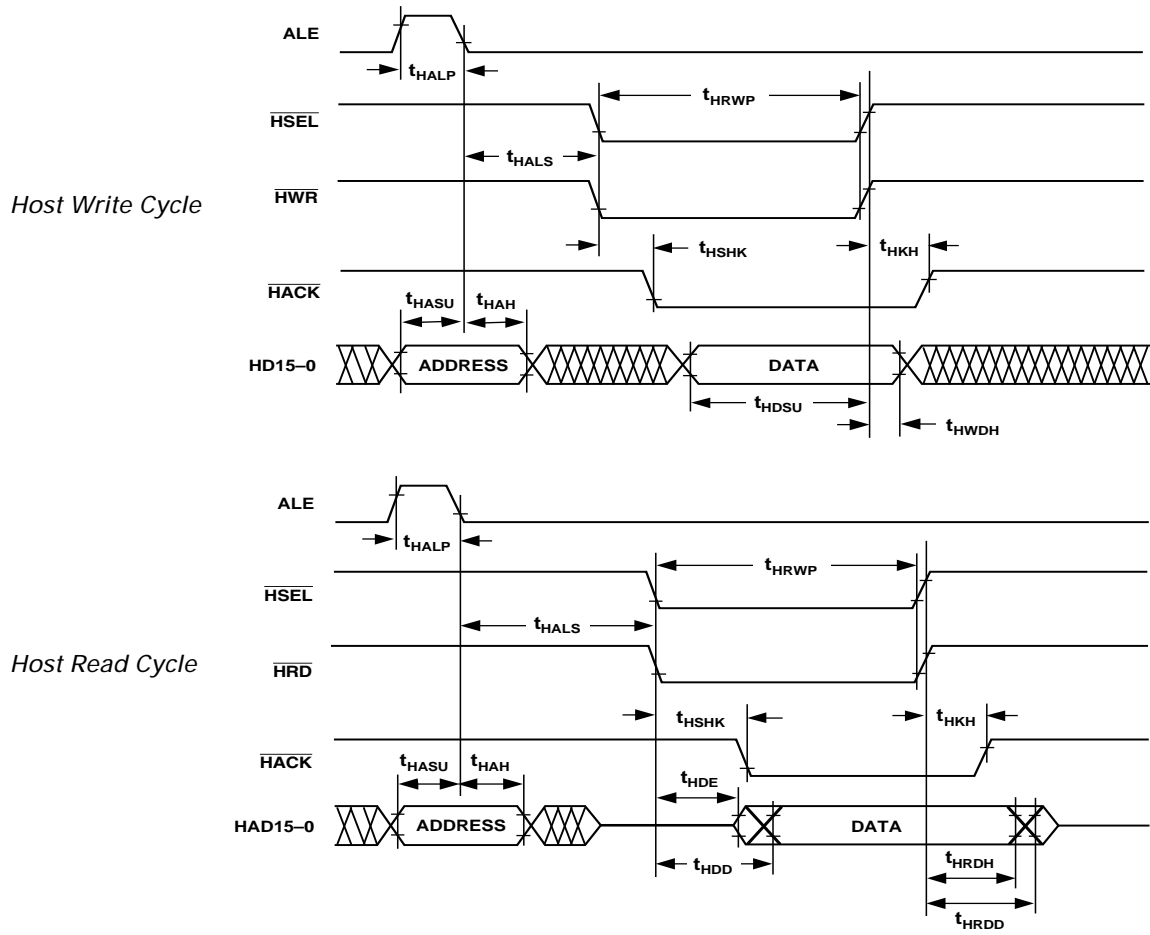 ALE
tHALP
tHRWP
HSEL
tHALS
Host Write Cycle
HWR
tHSHK
tHKH
HACK
tHASU
tHAH
HD15–0
ADDRESS
DATA
tHDSU
tHWDH
ALE
tHALP
tHRWP
HSEL
tHALS
Host Read Cycle
HRD
tHSHK
tHKH
HACK
tHASU
tHAH
tHDE
HAD15–0
ADDRESS
DATA
tHDD
tHRDH
tHRDD